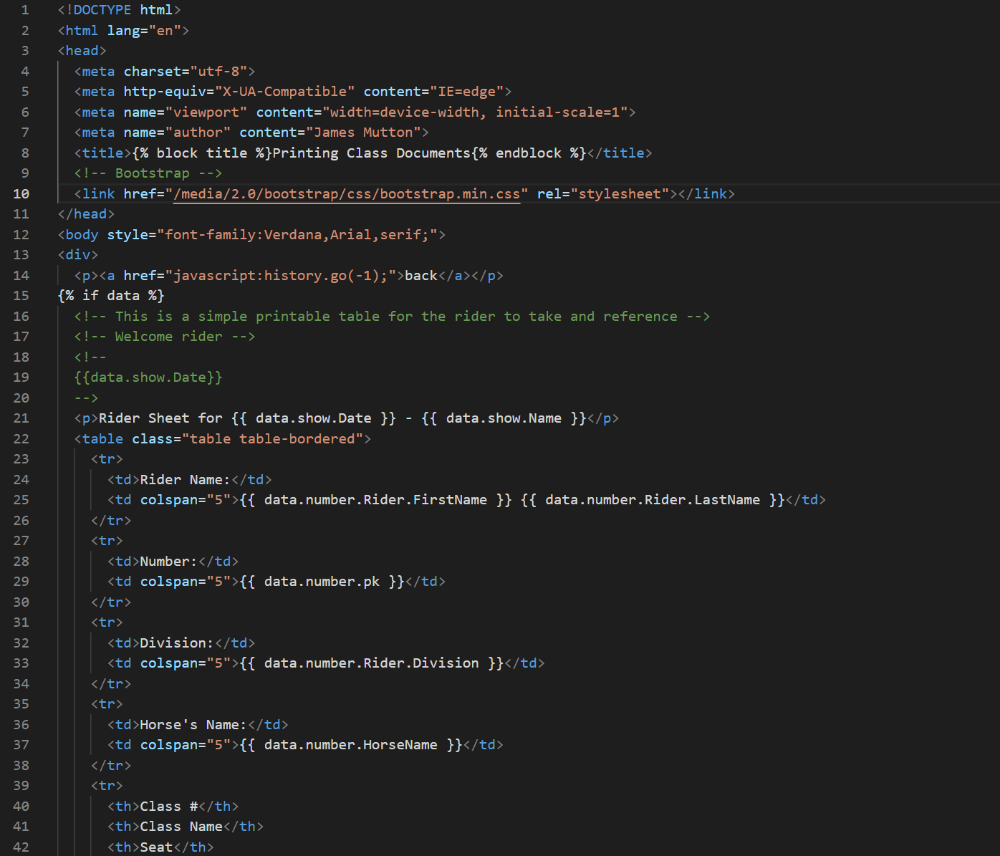 1 <!DOCTYPE html>
2 <html lang="en">
3 <head>
4   <meta charset="utf-8">
5   <meta http-equiv="X-UA-Compatible" content="IE=edge">
6   <meta name="viewport" content="width=device-width, initial-scale=1">
7   <meta name="author" content="James Mutton">
8   <title>{% block title %}Printing Class Documents{% endblock %}</title>
9   <!-- Bootstrap -->
10   <link href="/media/2.0/bootstrap/css/bootstrap.min.css" rel="stylesheet"></link>
11 </head>
12 <body style="font-family:Verdana,Arial,serif;">
13 <div>
14   <p><a href="javascript:history.go(-1);">back</a></p>
15 {% if data %}
16   <!-- This is a simple printable table for the rider to take and reference -->
17   <!-- Welcome rider -->
18   <!--
19   {{data.show.Date}}
20   -->
21   <p>Rider Sheet for {{ data.show.Date }} - {{ data.show.Name }}</p>
22   <table class="table table-bordered">
23     <tr>
24       <td>Rider Name:</td>
25       <td colspan="5">{{ data.number.Rider.FirstName }} {{ data.number.Rider.LastName }}</td>
26     </tr>
27     <tr>
28       <td>Number:</td>
29       <td colspan="5">{{ data.number.pk }}</td>
30     </tr>
31     <tr>
32       <td>Division:</td>
33       <td colspan="5">{{ data.number.Rider.Division }}</td>
34     </tr>
35     <tr>
36       <td>Horse's Name:</td>
37       <td colspan="5">{{ data.number.HorseName }}</td>
38     </tr>
39     <tr>
40       <th>Class #</th>
41       <th>Class Name</th>
42       <th>Seat</th>